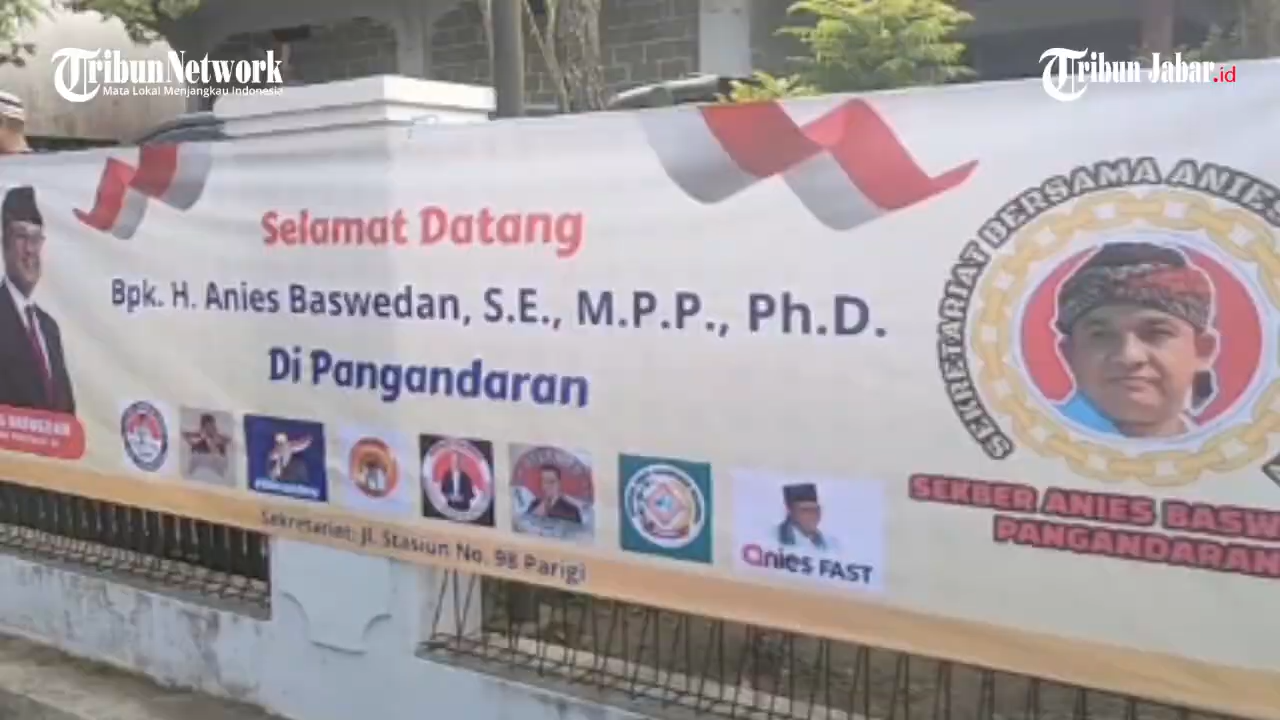 TribunNetwork
Mata Lokal Menjangkau Indonesia
Tribun Jabar.id
Selamat Datang
Bpk. H. Anies Baswedan, S.E., M.P.P., Ph.D.
Di Pangandaran
SEKRETARIAT BERSAMA ANIES
SEKBER ANIES BASW
PANGANDARAN
anies FAST
Sekretariet: Jl. Stasiun No. 98 Parigi